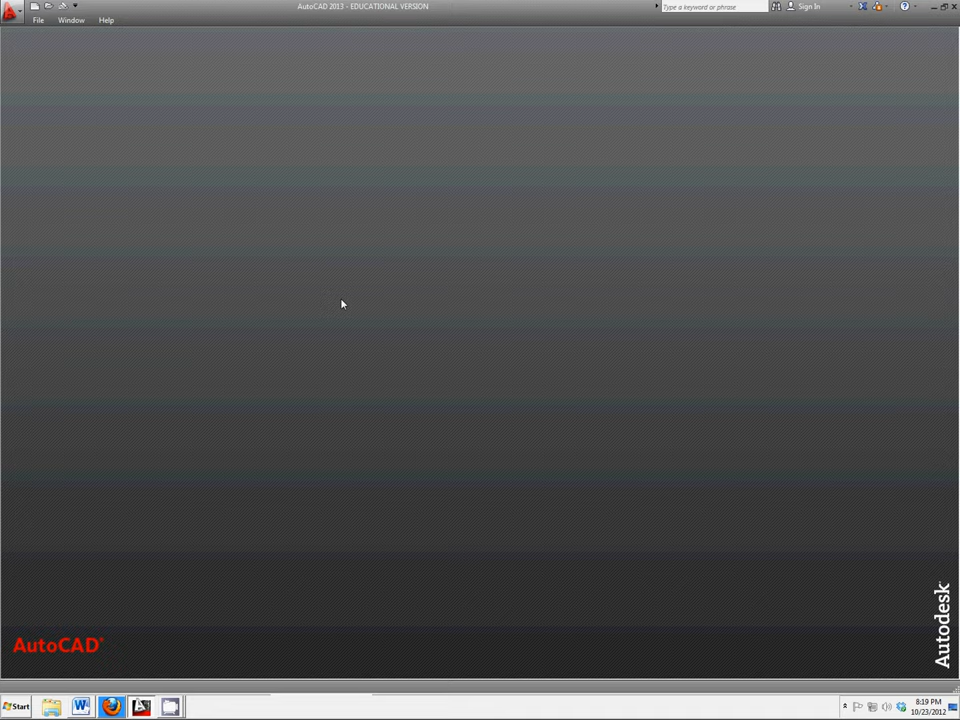 AutoCAD 2013 - EDUCATIONAL VERSION
Type a keyword or phrase
Sign In
File Window Help
Autodesk
AutoCAD®
Start
8:19 PM
10/23/2012